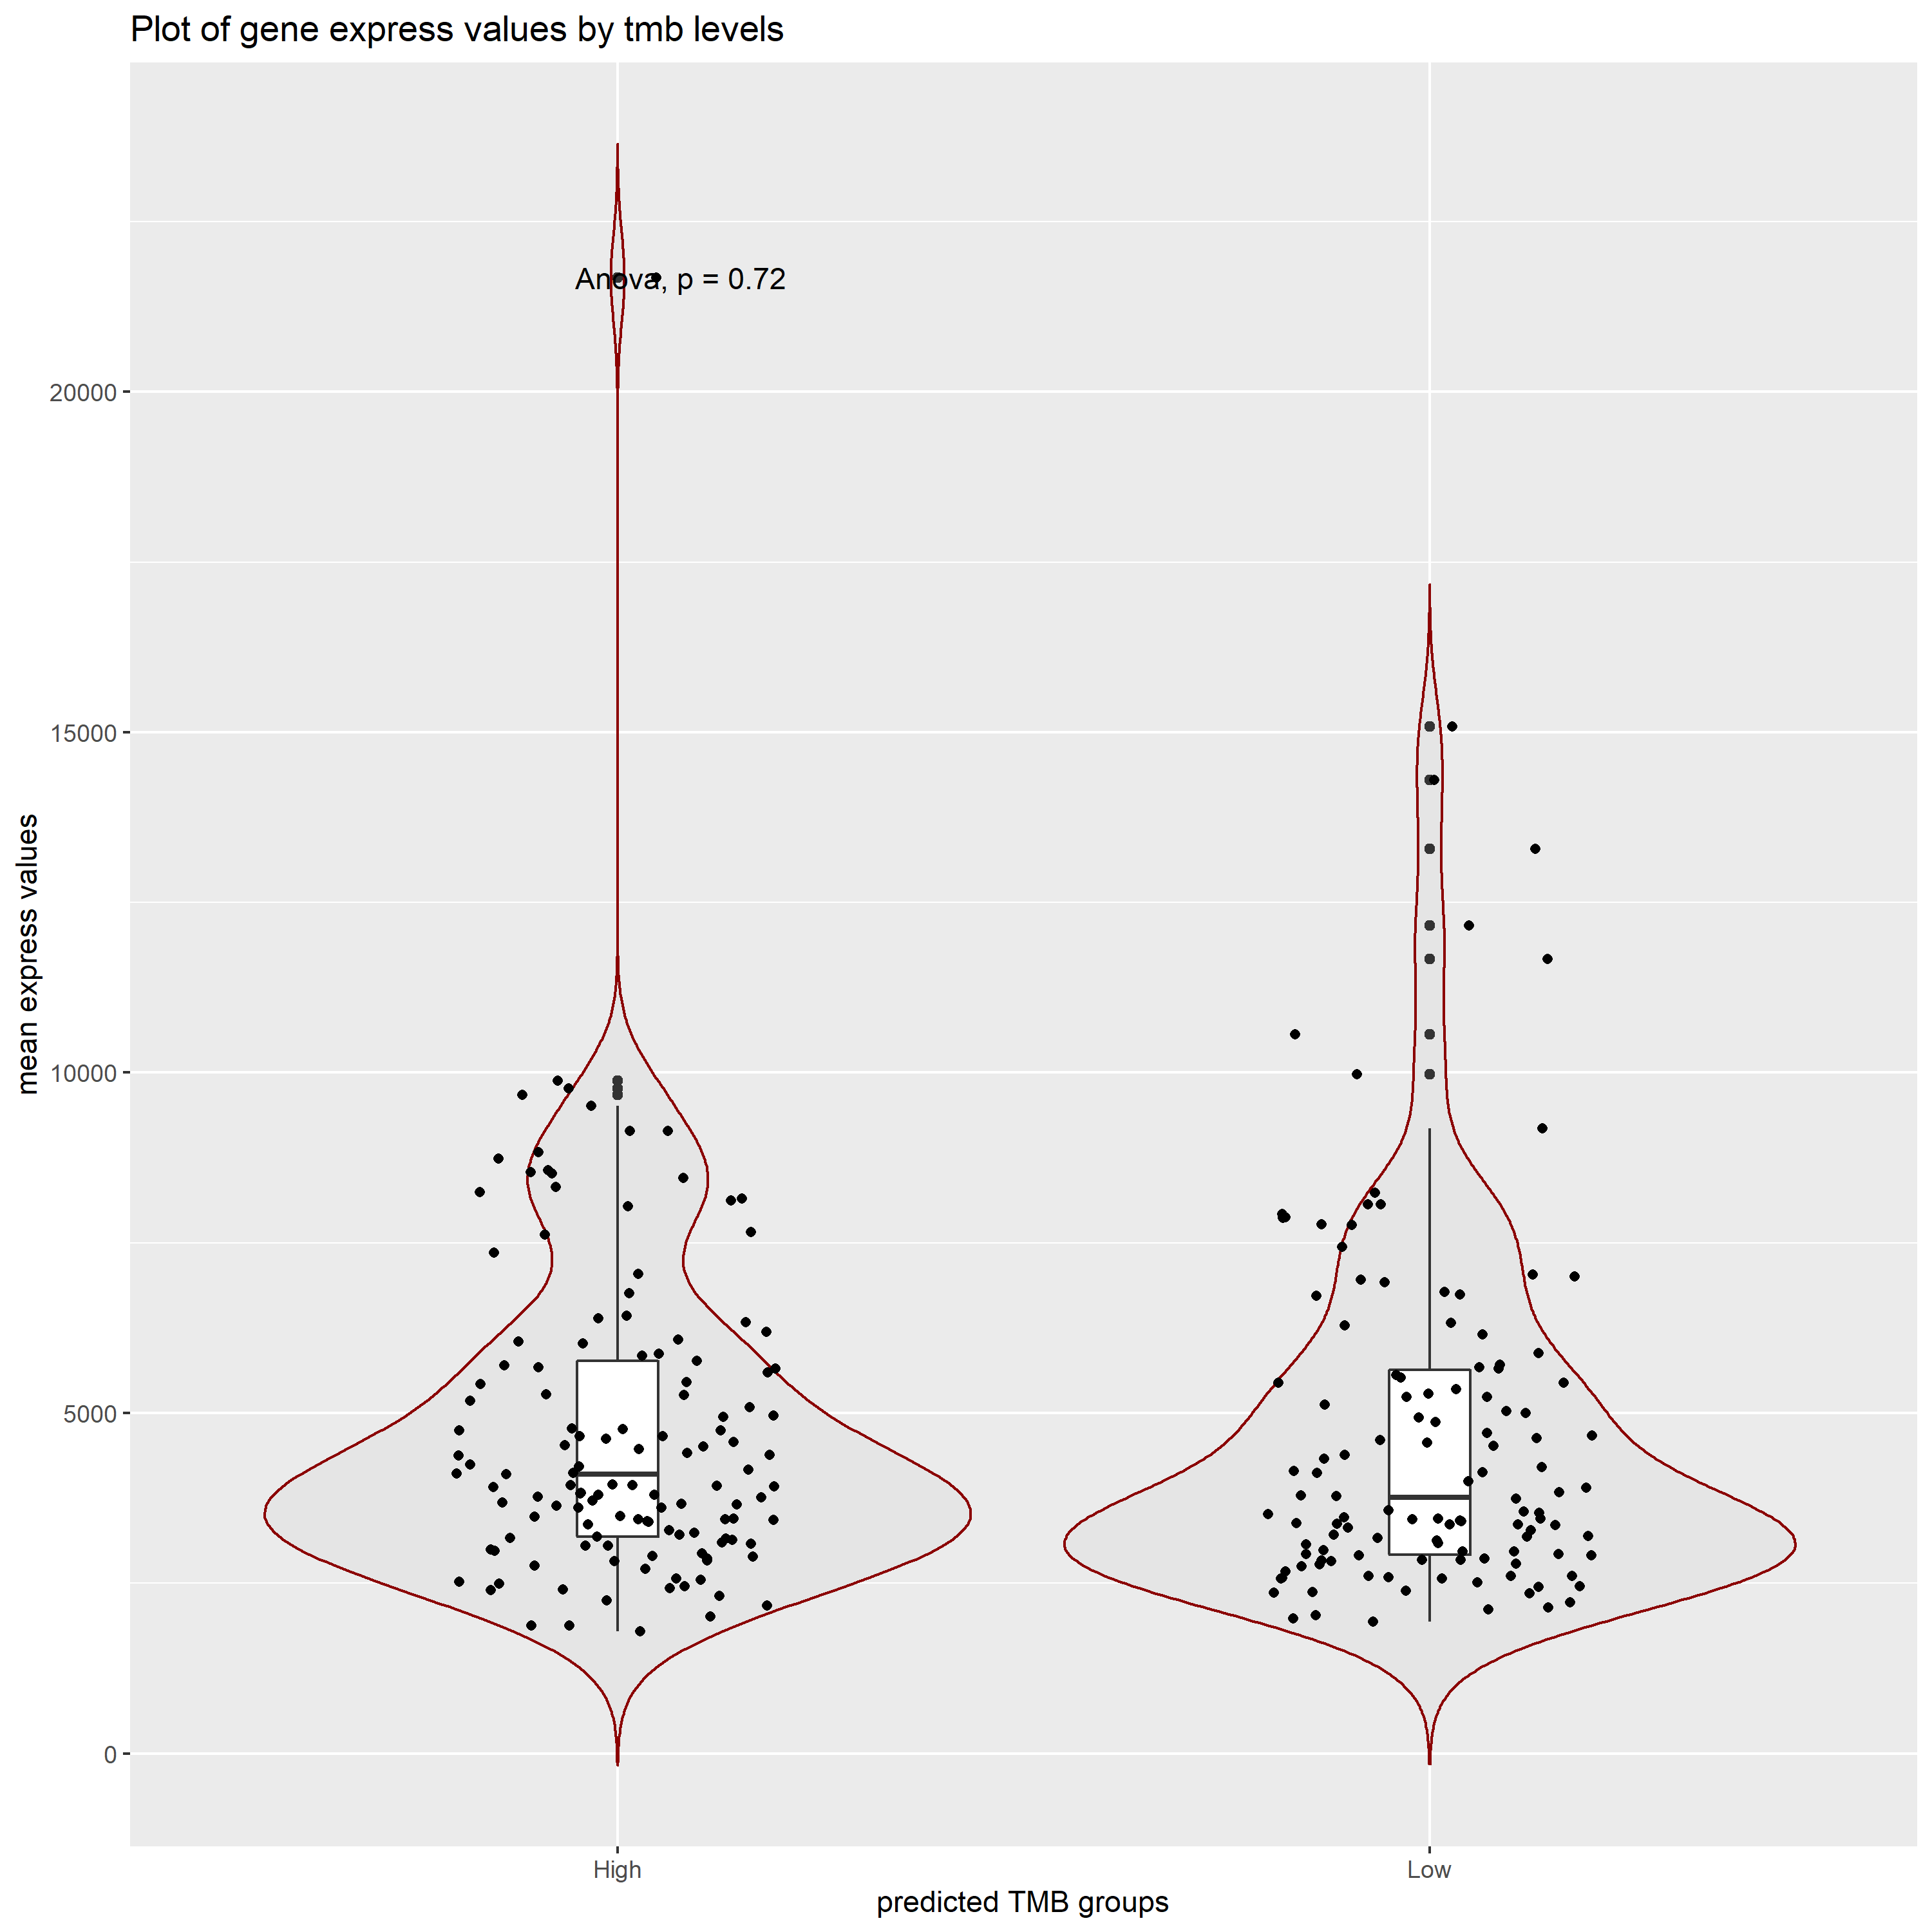 Plot of gene express values by tmb levels
Anova, p = 0.72
20000
15000
10000
5000
0
mean express values
High
Low
predicted TMB groups